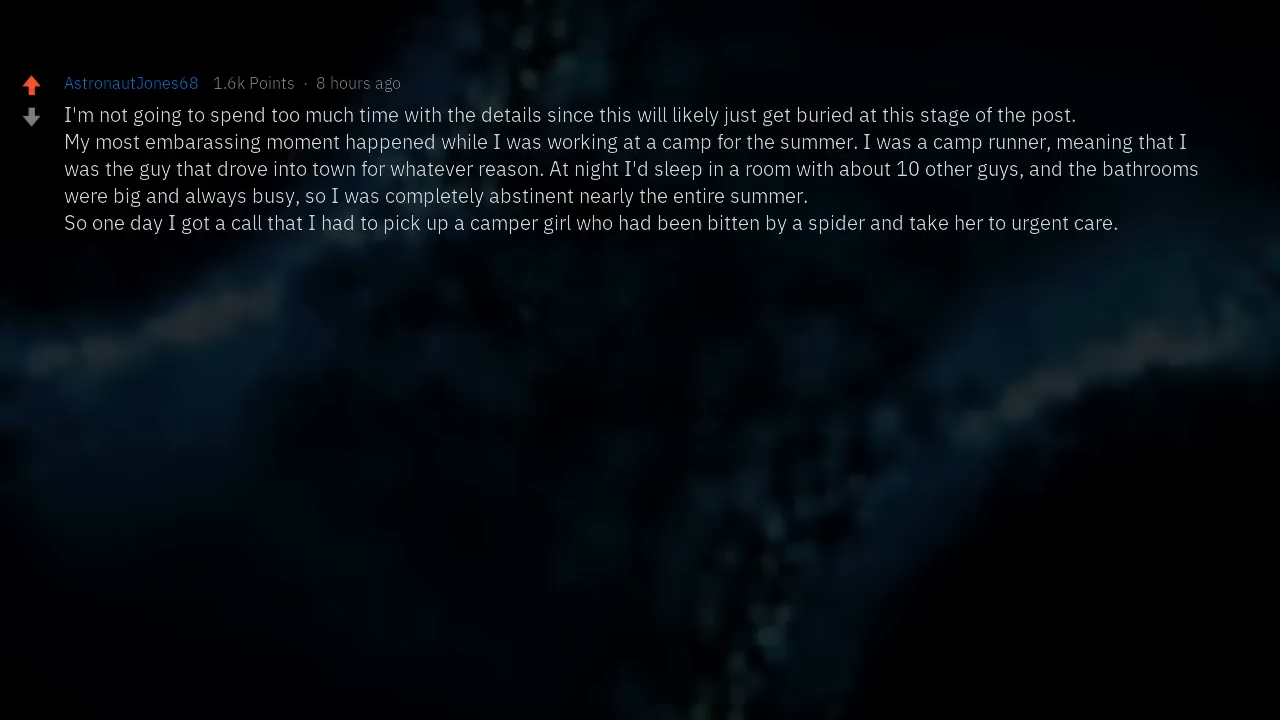 AstronautJones68 1.6k Points · 8 hours ago
I'm not going to spend too much time with the details since this will likely just get buried at this stage of the post.
My most embarassing moment happened while I was working at a camp for the summer. I was a camp runner, meaning that I
was the guy that drove into town for whatever reason. At night I'd sleep in a room with about 10 other guys, and the bathrooms
were big and always busy, so I was completely abstinent nearly the entire summer.
So one day I got a call that I had to pick up a camper girl who had been bitten by a spider and take her to urgent care.